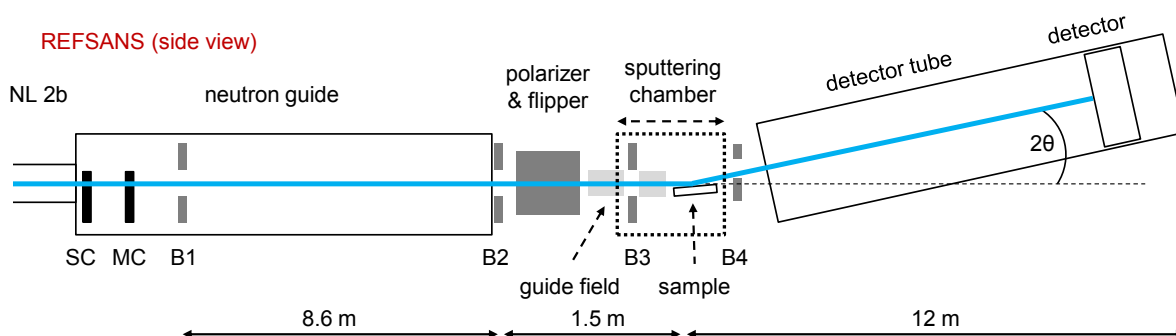 REFSANS (side view)
detector
sputtering
chamber
polarizer
& flipper
detector tube
NL 2b
neutron guide
2θ
SC
MC
B1
B2
B3
B4
guide field
sample
8.6 m
1.5 m
12 m